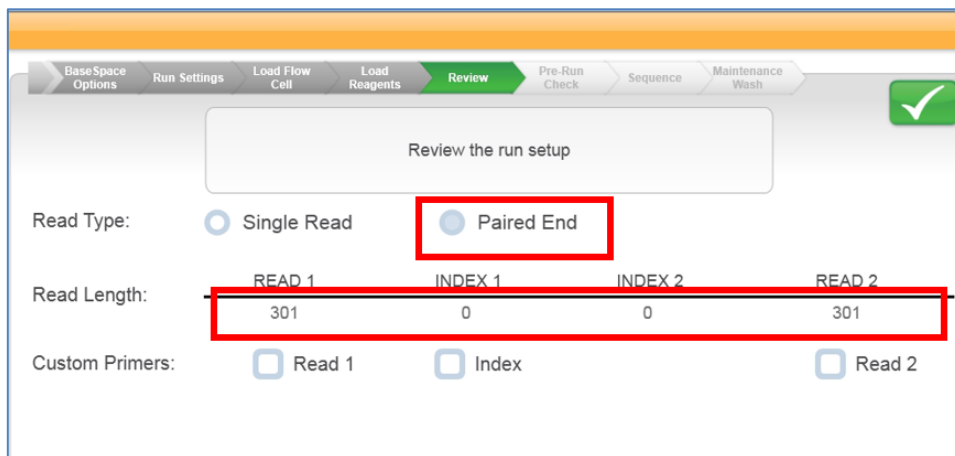 BaseSpace Options Run Settings Load Flow Cell Load Reagents Review Pre-Run Check Sequence Maintenance Wash
Review the run setup
Read Type: Single Read Paired End
READ 1 INDEX 1 INDEX 2 READ 2
Read Length:
301 0 0 301
Custom Primers: Read 1 Index Read 2